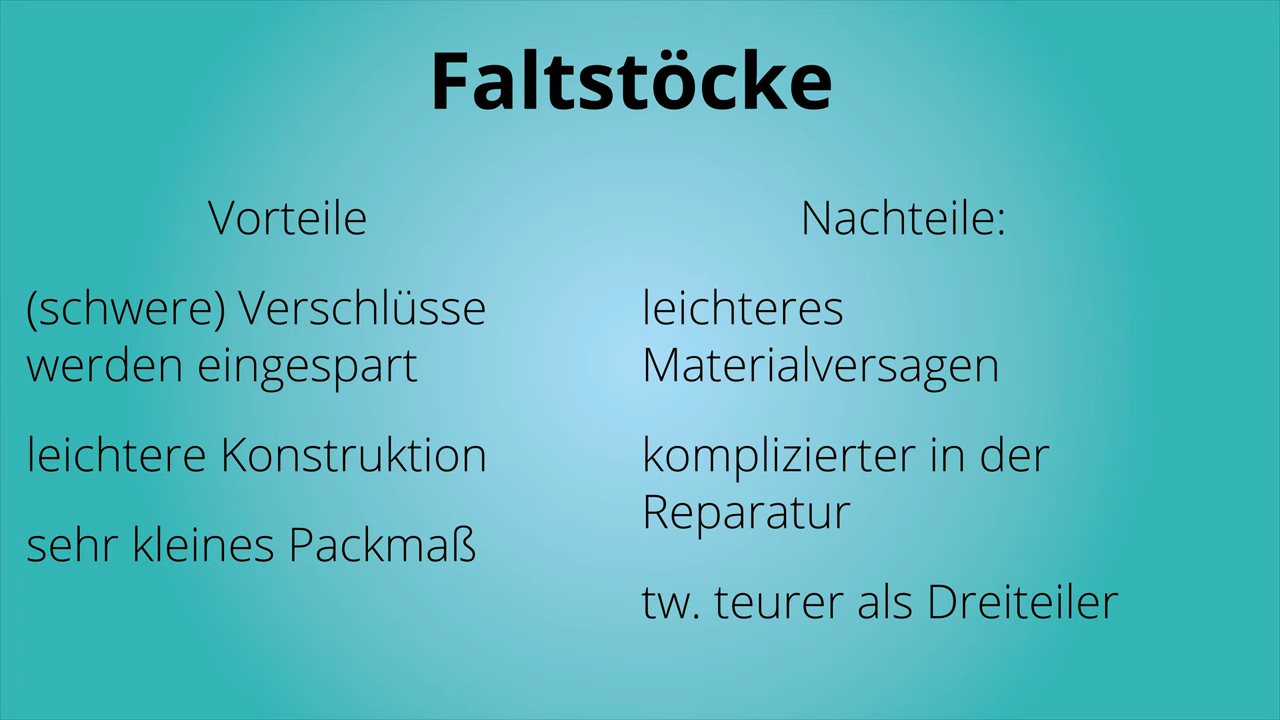 Faltstöcke
Vorteile
(schwere) Verschlüsse
werden eingespart
leichtere Konstruktion
sehr kleines Packmaß
Nachteile:
leichteres
Materialversagen
komplizierter in der
Reparatur
tw. teurer als Dreiteiler